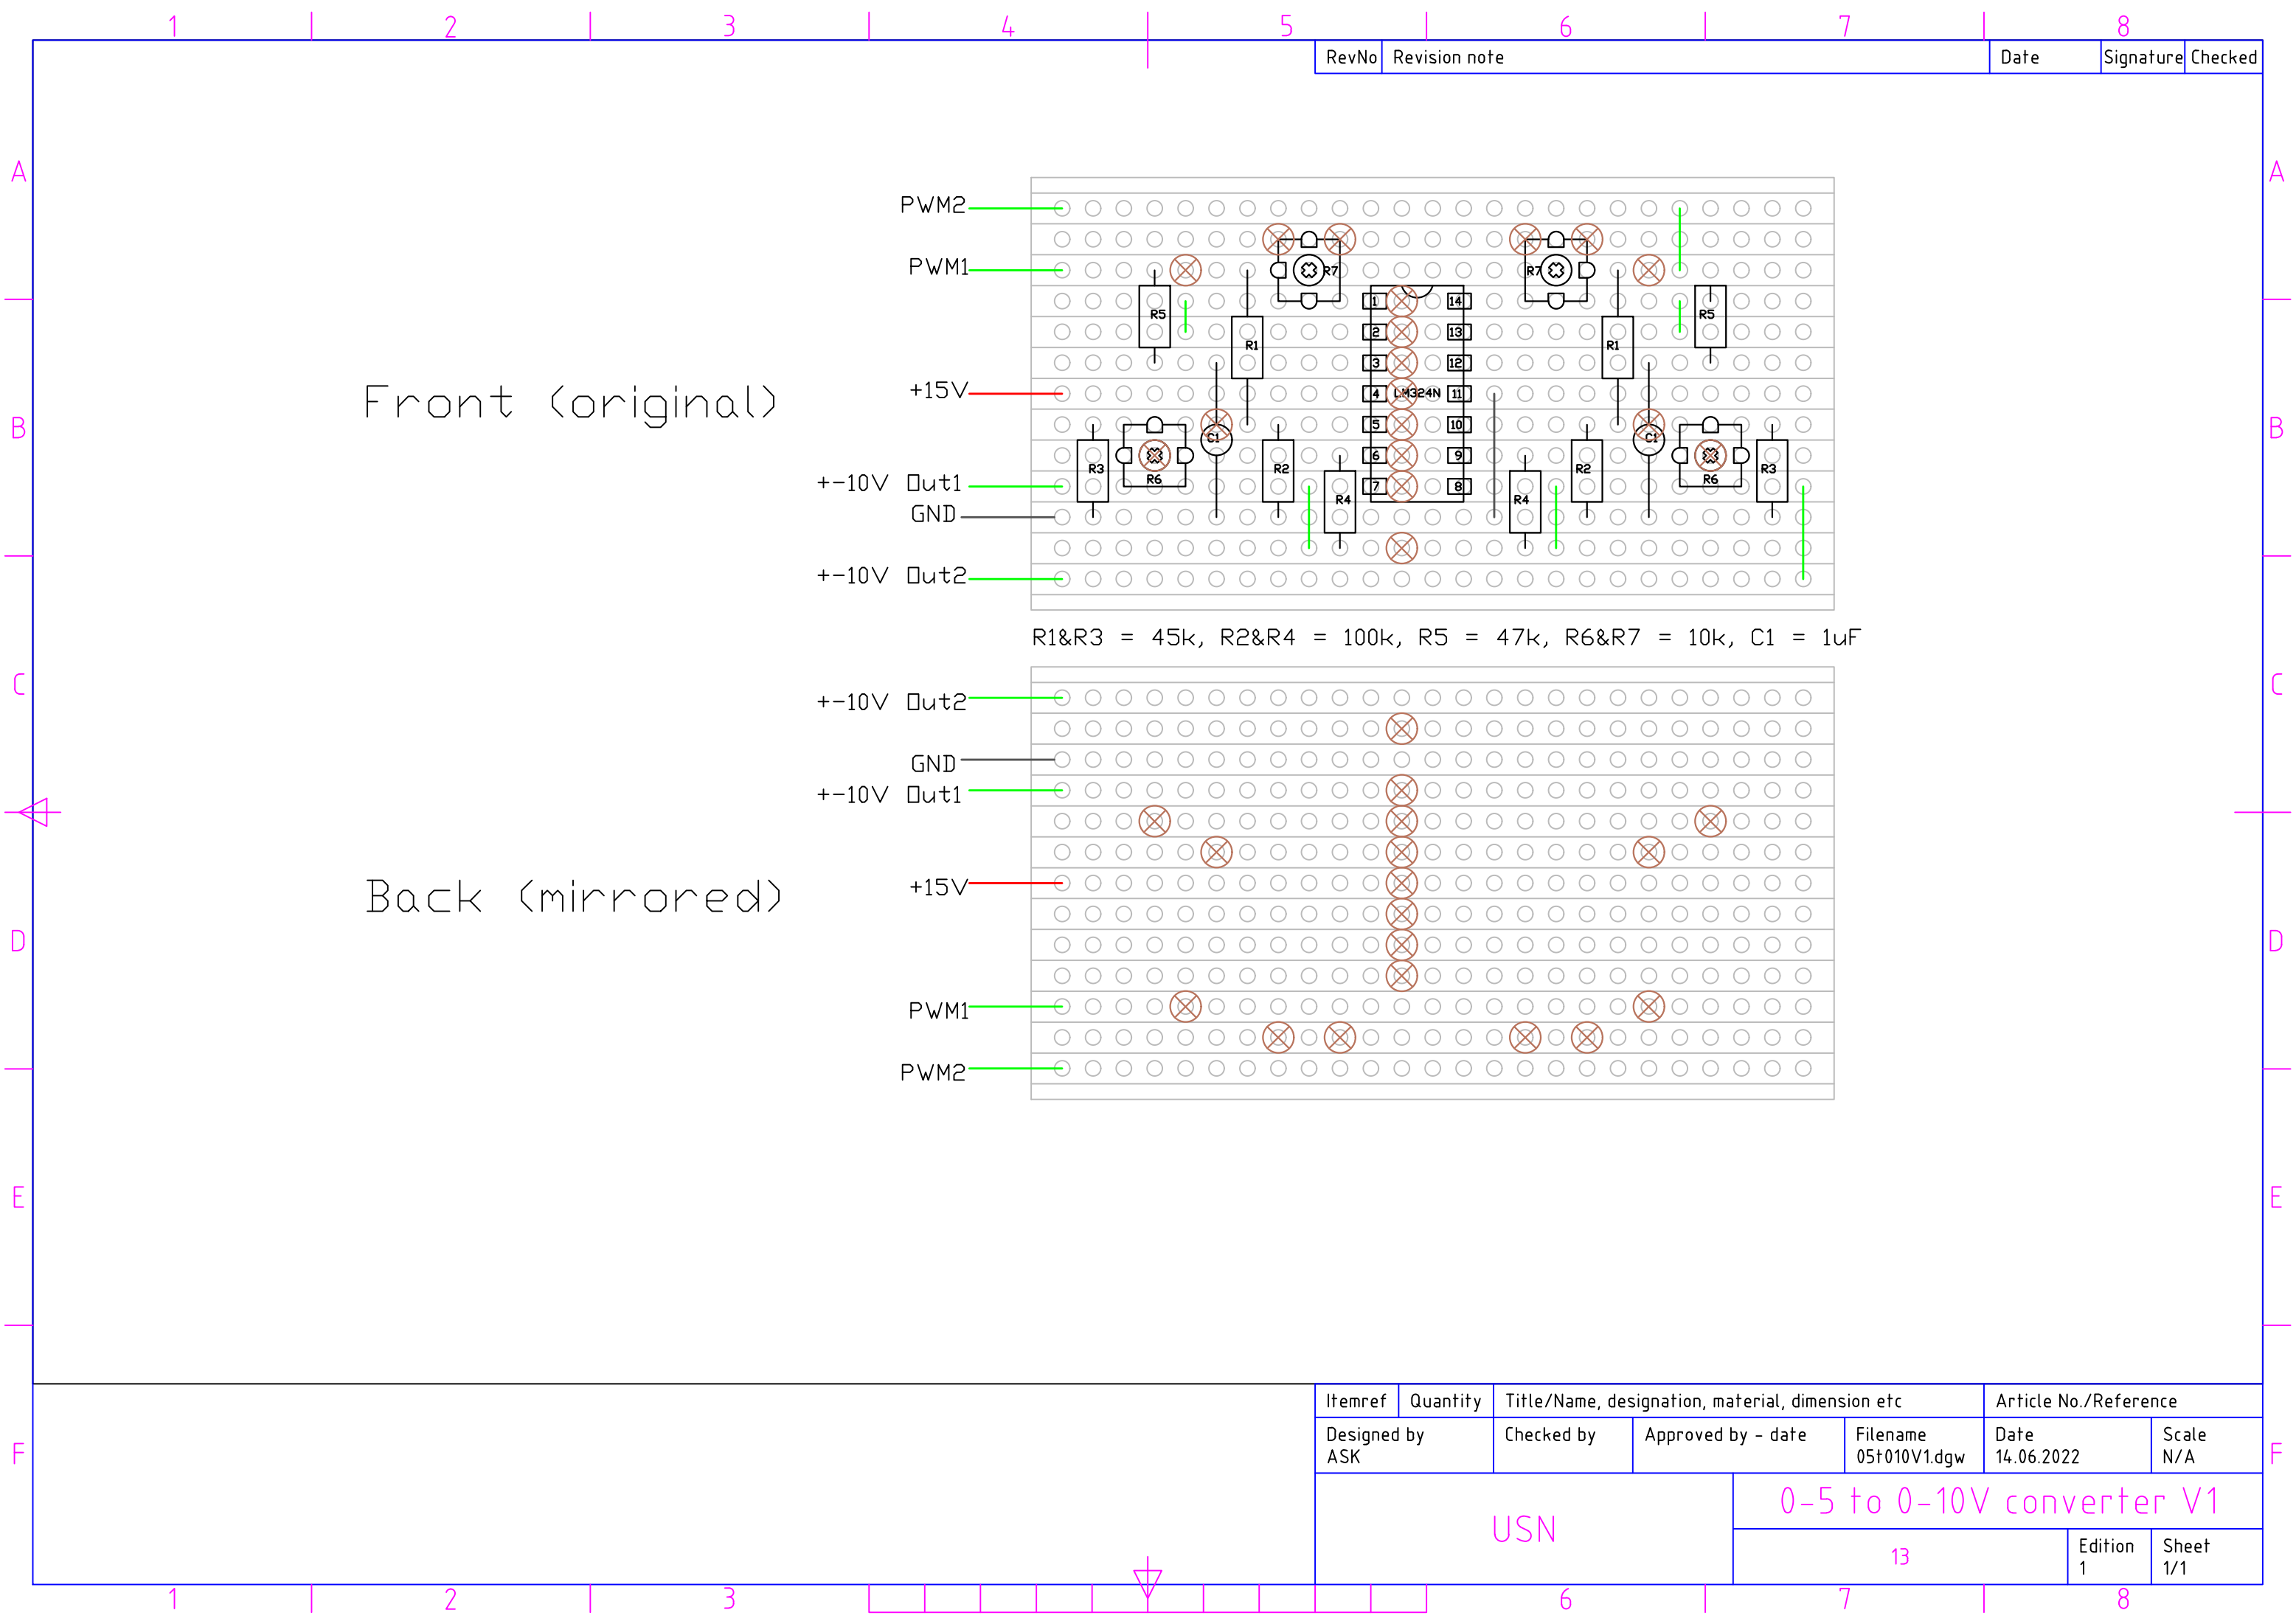 1 2 3 4 5 6 7 8
RevNo Revision note Date Signature Checked
A A
PWM2
PWM1
R7 R7
R5 R1 1 14 R1 R5
2 13
3 12
+15V 4 LM324N 11
B B
5 10
C1 C1
6 9
R3 R6 R2 R4 R4 R2 R6 R3
+-10V Out1 7 8
GND
+-10V Out2
Front (original)
R1&R3 = 45k, R2&R4 = 100k, R5 = 47k, R6&R7 = 10k, C1 = 1uF
C C
+-10V Out2
GND
+-10V Out1
+15V
Back (mirrored)
D D
PWM1
PWM2
E E
Itemref Quantity Title/Name, designation, material, dimension etc Article No./Reference
Designed by Checked by Approved by - date Filename Date Scale
ASK 05t010V1.dgw 14.06.2022 N/A
F F
USN 0-5 to 0-10V converter V1
13 Edition Sheet
1 1/1
1 2 3 6 7 8